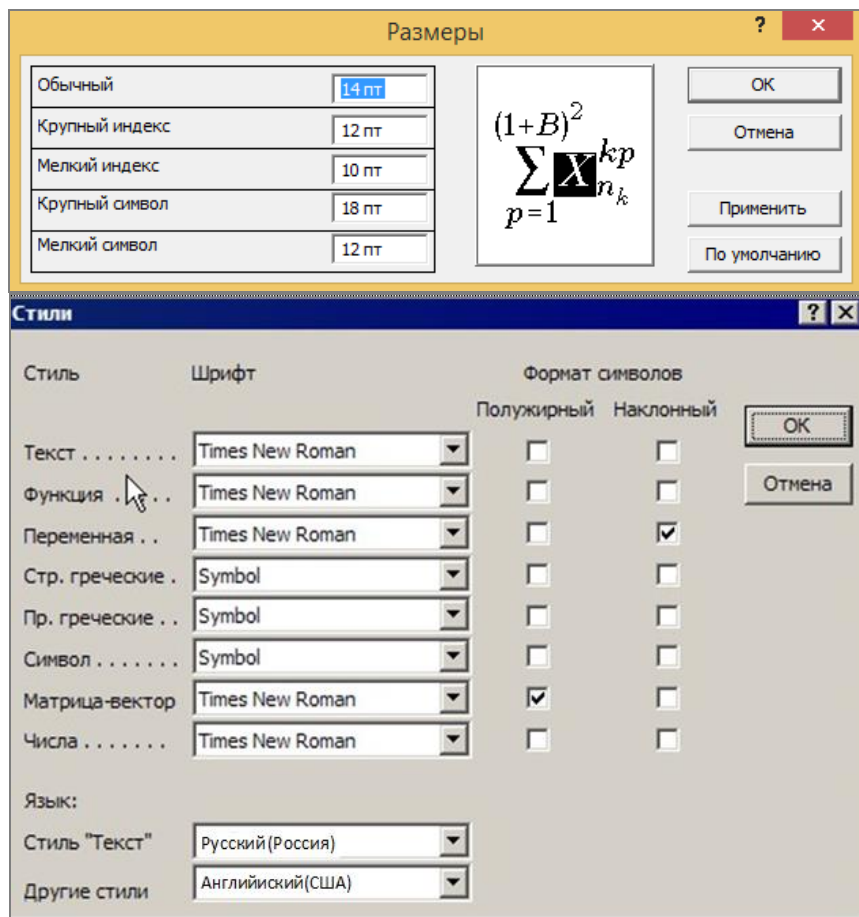 Размеры ?
Обычный 14 пт
Крупный индекс 12 пт
Мелкий индекс 10 пт
Крупный символ 18 пт
Мелкий символ 12 пт
(1+B)²
∑ X kp
n k
p=1
OK
Отмена
Применить
По умолчанию
Стили ?
Стиль Шрифт Формат символов
Полужирный Наклонный
Текст . . . . . . . . Times New Roman
Функция . . . . Times New Roman
Переменная . . Times New Roman
Стр. греческие . Symbol
Пр. греческие . . Symbol
Символ . . . . . . . Symbol
Матрица-вектор Times New Roman
Числа . . . . . . . Times New Roman
OK
Отмена
Язык:
Стиль "Текст" Русский(Россия)
Другие стили Английиский(США)